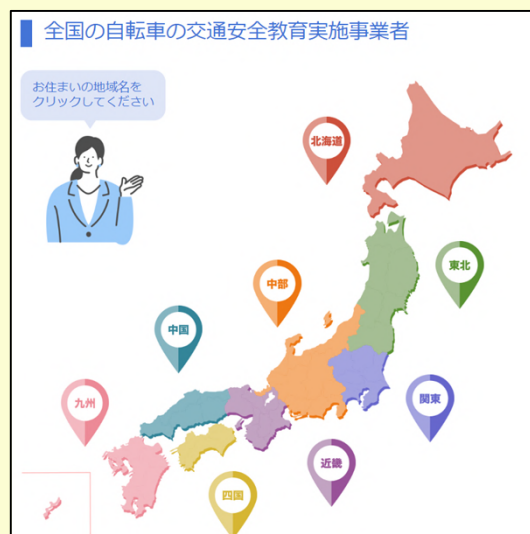 全国の自転車の交通安全教育実施事業者
お住まいの地域名を
クリックしてください
北海道
東北
中部
中国
関東
九州
近畿
四国